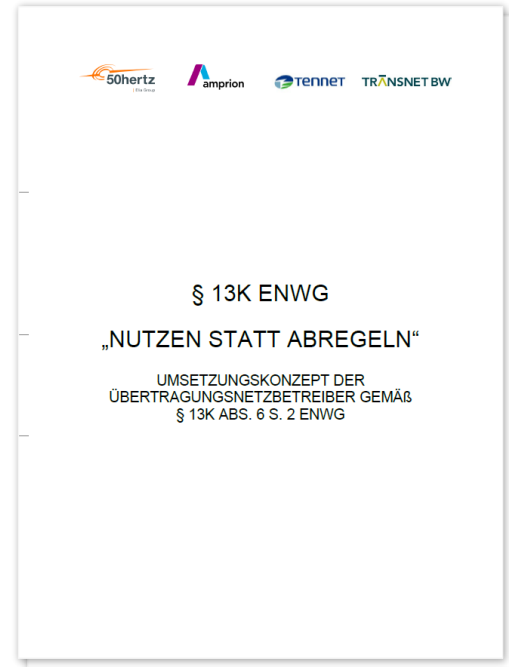 50hertz
Elia Group
amprion
TENNET
TRANSNET BW
§ 13K ENWG
„NUTZEN STATT ABREGELN“
UMSETZUNGSKONZEPT DER
ÜBERTRAGUNGSNETZBETREIBER GEMÄß
§ 13K ABS. 6 S. 2 ENWG